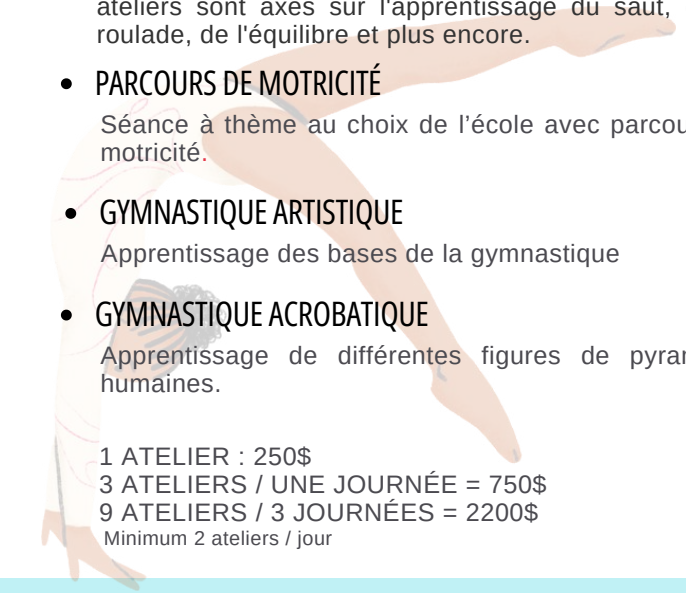 ateliers sont axés sur l'apprentissage du saut,
roulade, de l'équilibre et plus encore.
• PARCOURS DE MOTRICITÉ
Séance à thème au choix de l’école avec
motricité.
• GYMNASTIQUE ARTISTIQUE
Apprentissage des bases de la gymnastique
• GYMNASTIQUE ACROBATIQUE
Apprentissage de différentes figures de
humaines.
1 ATELIER : 250$
3 ATELIERS / UNE JOURNÉE = 750$
9 ATELIERS / 3 JOURNÉES = 2200$
Minimum 2 ateliers / jour